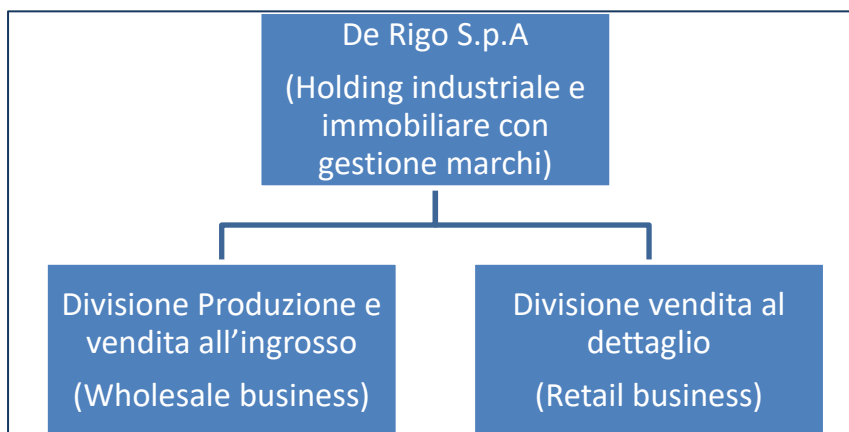 De Rigo S.p.A
(Holding industriale e
immobiliare con
gestione marchi)
Divisione Produzione e
vendita all’ingrosso
(Wholesale business)
Divisione vendita al
dettaglio
(Retail business)